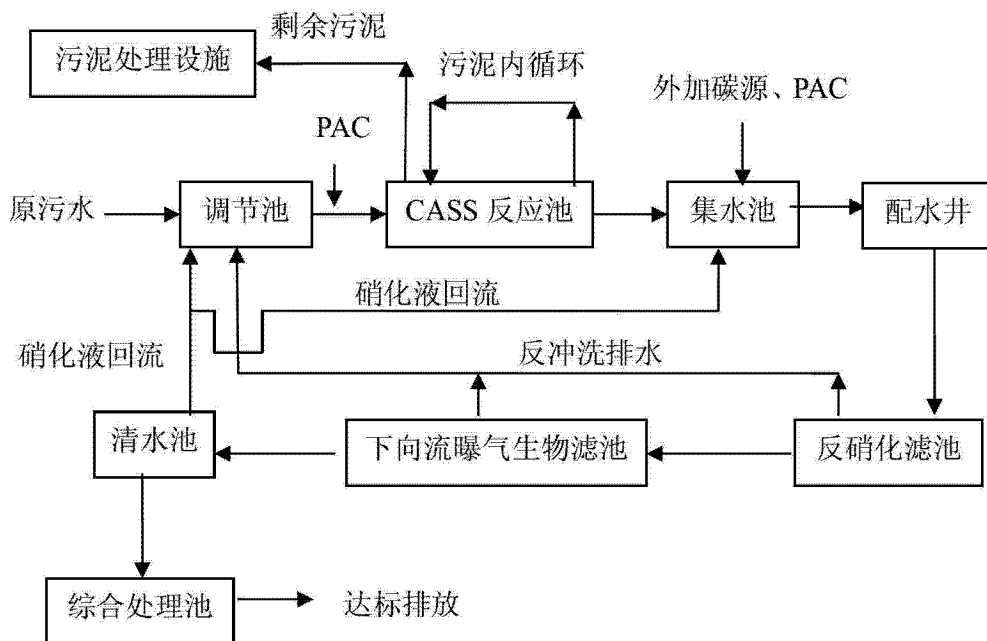 剩余污泥
污泥处理设施
污泥内循环
外加碳源、PAC
PAC
原污水
调节池
CASS 反应池
集水池
配水井
硝化液回流
硝化液回流
反冲洗排水
清水池
下向流曝气生物滤池
反硝化滤池
综合处理池
达标排放